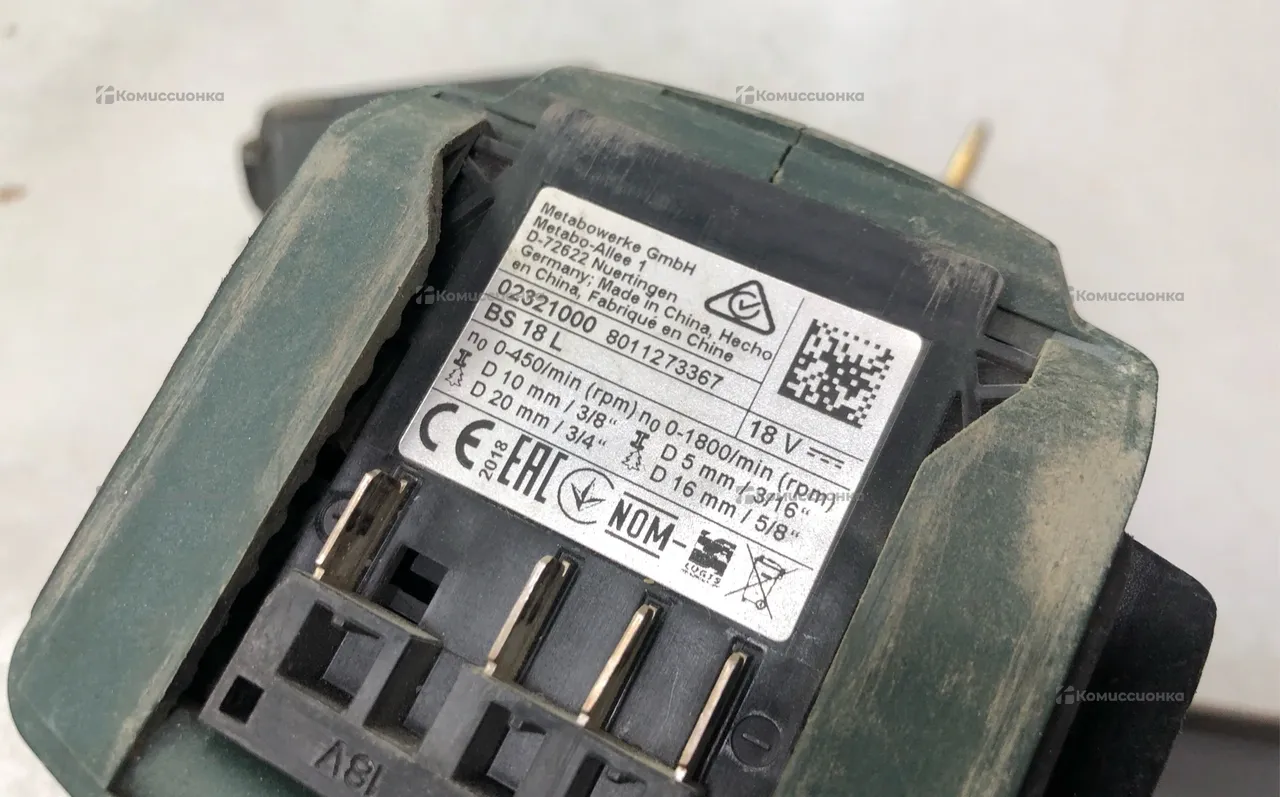 Metabowerke GmbH
Metabo-Allee 1
D-72622 Nuertingen
Germany; Made in China, Hecho
en China, Fabriqué en Chine
02321000 8011273367
BS 18 L
18 V
n0 0-450/min (rpm) n0 0-1800/min (rpm)
D 10 mm / 3/8“ D 5 mm / 3/16“
D 20 mm / 3/4“ D 16 mm / 5/8“
CE 2018 EAC NOM-
18V
Комиссионка
Комиссионка
Комиссионка
Комиссионка
Комиссионка
Комиссионка